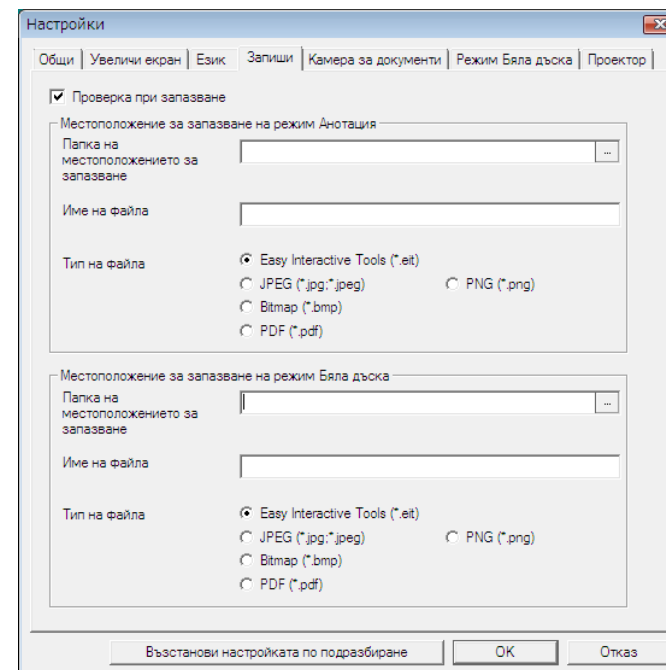 Настройки
Общи Увеличи екран Език Запиши Камера за документи Режим Бяла дъска Проектор
Проверка при запазване
Местоположение за запазване на режим Анотация
Папка на
местоположението за
запазване
...
Име на файла
Тип на файла
Easy Interactive Tools (*.eit)
JPEG (*.jpg;*.jpeg) PNG (*.png)
Bitmap (*.bmp)
PDF (*.pdf)
Местоположение за запазване на режим Бяла дъска
Папка на
местоположението за
запазване
...
Име на файла
Тип на файла
Easy Interactive Tools (*.eit)
JPEG (*.jpg;*.jpeg) PNG (*.png)
Bitmap (*.bmp)
PDF (*.pdf)
Възстанови настройката по подразбиране OK Отказ